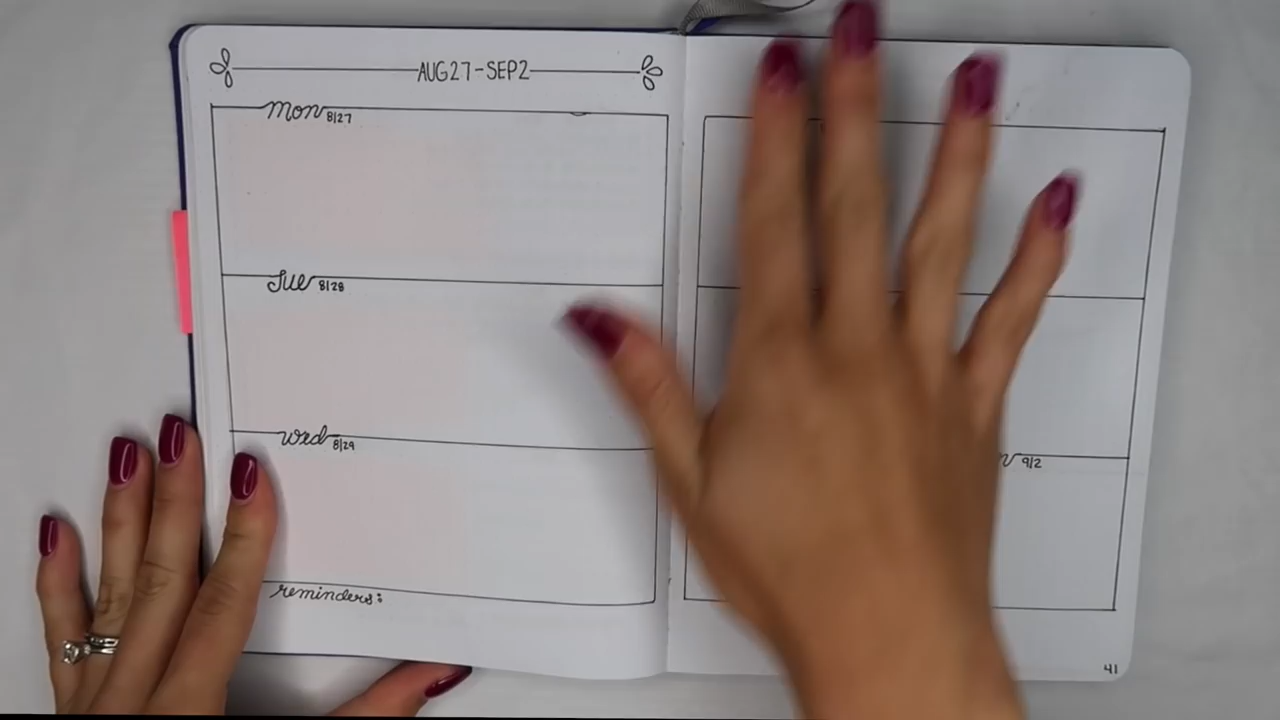 AUG27-SEP2
mon 8/27
Tue 8/28
wed 8/29
reminders:
9/2
41